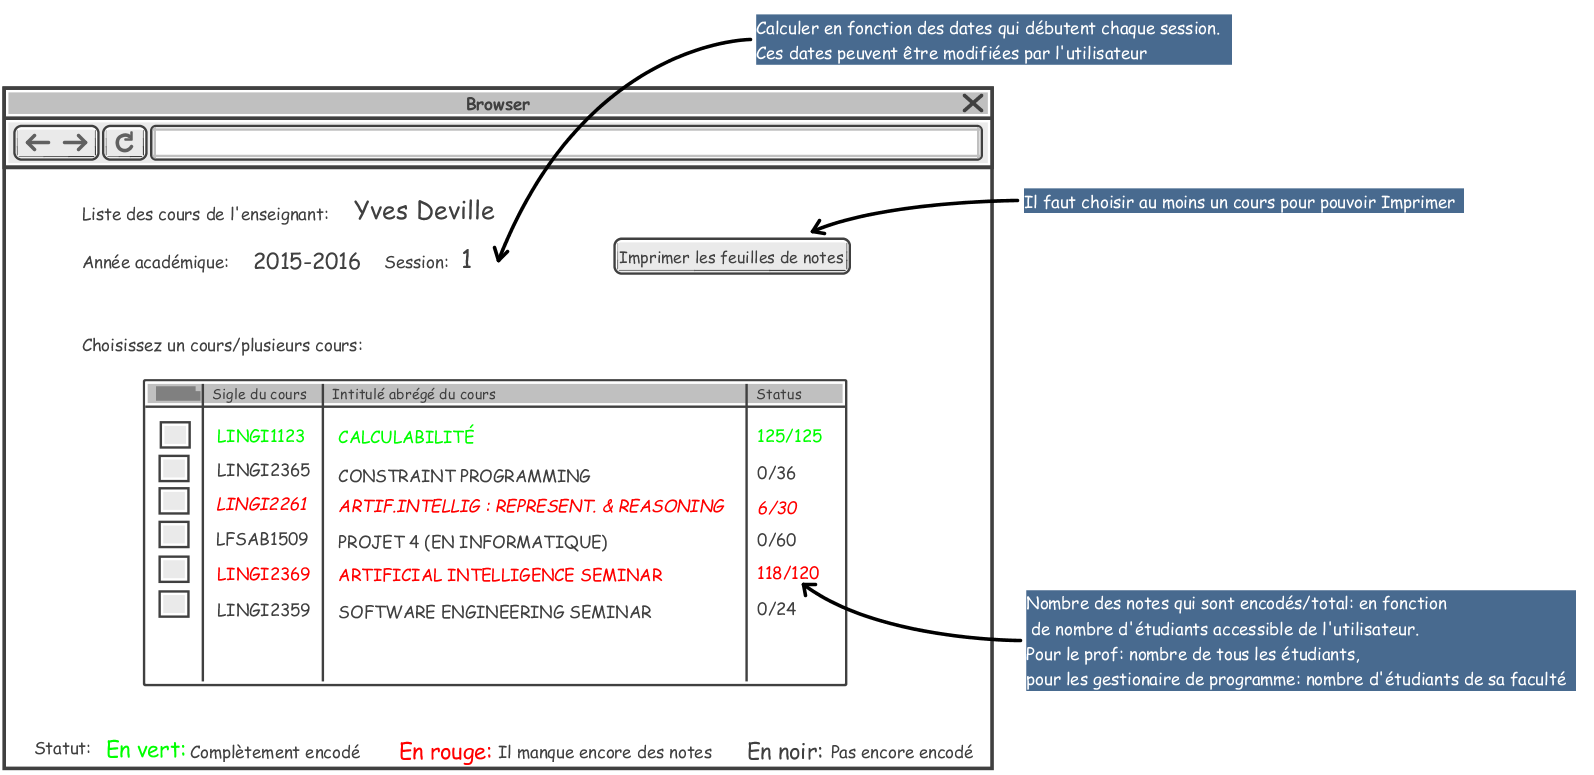 Calculer en fonction des dates qui débutent chaque session.
Ces dates peuvent être modifiées par l'utilisateur
Browser
Liste des cours de l'enseignant: Yves Deville
Il faut choisir au moins un cours pour pouvoir Imprimer
Année académique: 2015-2016 Session: 1
Imprimer les feuilles de notes
Choisissez un cours/plusieurs cours:
Sigle du cours Intitulé abrégé du cours Status
LINGI1123 CALCULABILITÉ 125/125
LINGI2365 CONSTRAINT PROGRAMMING 0/36
LINGI2261 ARTIF.INTELLIG : REPRESENT. & REASONING 6/30
LFSAB1509 PROJET 4 (EN INFORMATIQUE) 0/60
LINGI2369 ARTIFICIAL INTELLIGENCE SEMINAR 118/120
LINGI2359 SOFTWARE ENGINEERING SEMINAR 0/24
Nombre des notes qui sont encodés/total: en fonction
de nombre d'étudiants accessible de l'utilisateur.
Pour le prof: nombre de tous les étudiants,
pour les gestionaire de programme: nombre d'étudiants de sa faculté
Statut: En vert: Complètement encodé En rouge: Il manque encore des notes En noir: Pas encore encodé